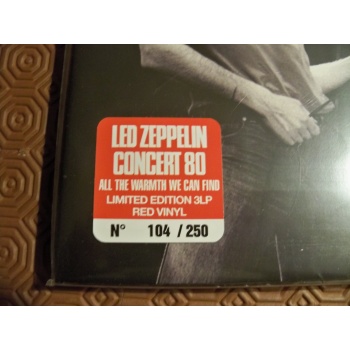 LED ZEPPELIN
CONCERT 80
ALL THE WARMTH WE CAN FIND
LIMITED EDITION 3LP
RED VINYL
N° 104 / 250